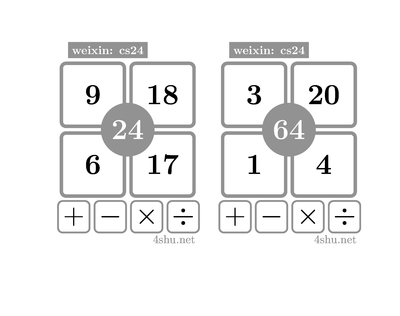 weixin: cs24
9 18
24
6 17
+ − × ÷
4shu.net
weixin: cs24
3 20
64
1 4
+ − × ÷
4shu.net